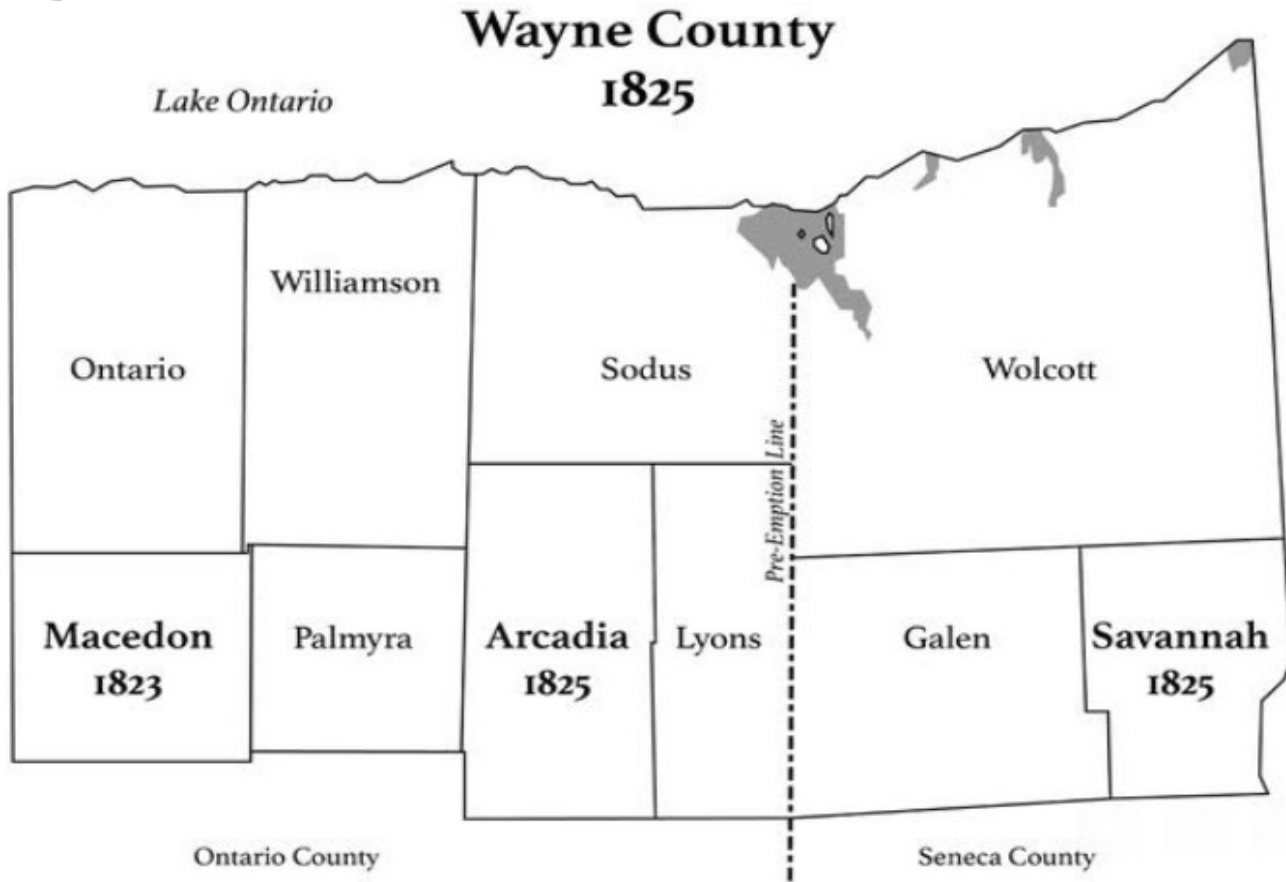 Wayne County
1825
Lake Ontario
Williamson
Ontario
Sodus
Wolcott
Pre-Emption Line
Macedon
1823
Palmyra
Arcadia
1825
Lyons
Galen
Savannah
1825
Ontario County
Seneca County